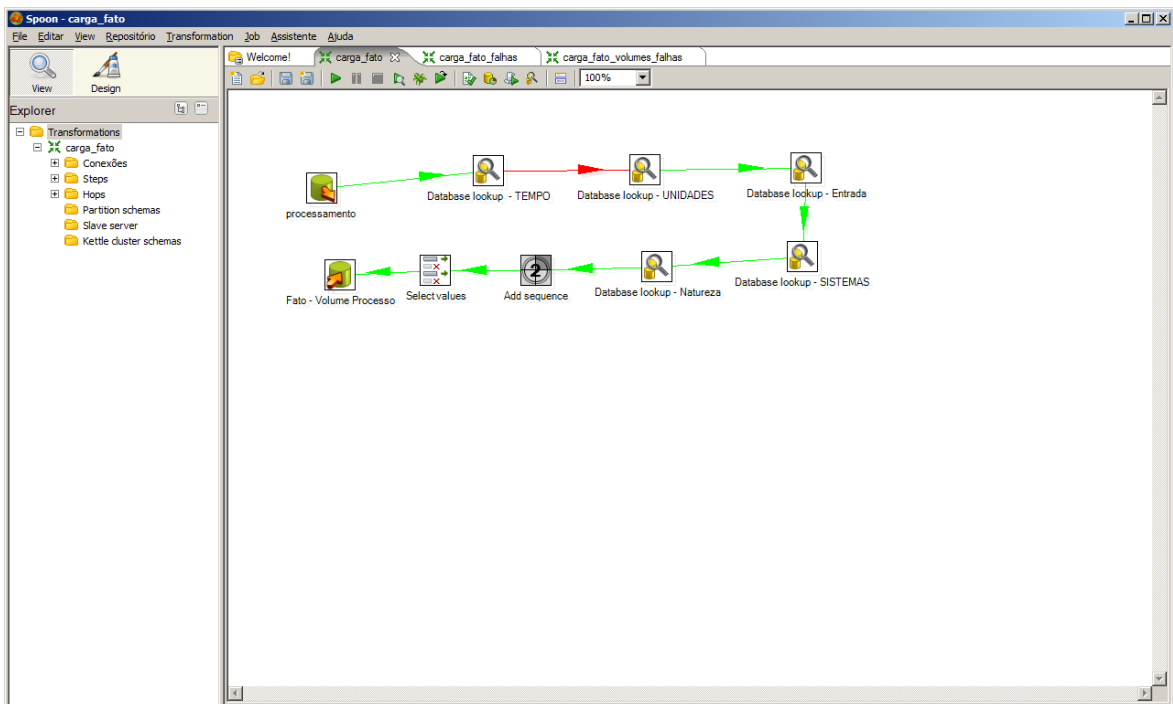 Spoon - carga_fato
File Editar View Repositório Transformation Job Assistente Ajuda
View Design
Welcome! carga_fato carga_fato_falhas carga_fato_volumes_falhas
100%
Explorer
Transformations
carga_fato
Conexões
Steps
Hops
Partition schemas
Slave server
Kettle cluster schemas
processamento
Database lookup - TEMPO
Database lookup - UNIDADES
Database lookup - Entrada
Fato - Volume Processo
Select values
2
Add sequence
Database lookup - Natureza
Database lookup - SISTEMAS